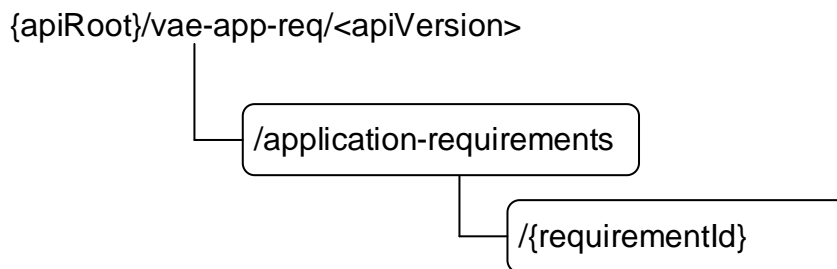 {apiRoot}/vae-app-req/<apiVersion>
/application-requirements
/{requirementId}